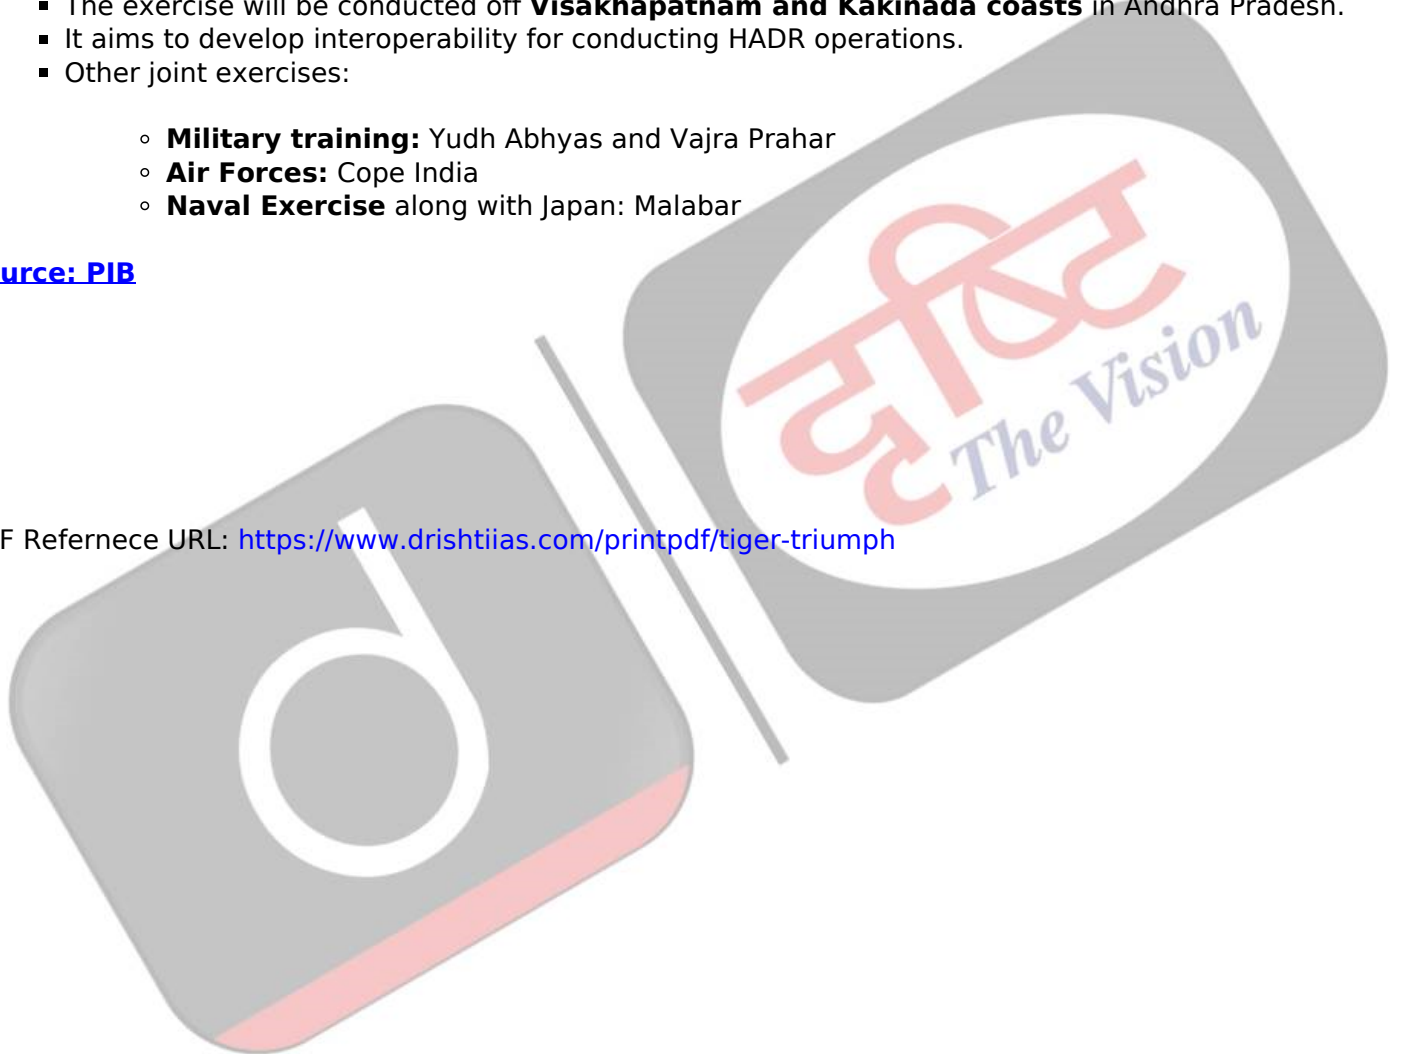 The exercise will be conducted off Visakhapatnam and Kakinada coasts in Andhra Pradesh.
It aims to develop interoperability for conducting HADR operations.
Other joint exercises:
Military training: Yudh Abhyas and Vajra Prahar
Air Forces: Cope India
Naval Exercise along with Japan: Malabar
urce: PIB
F Refernece URL: https://www.drishtiias.com/printpdf/tiger-triumph
दृष्टि
The Vision
d